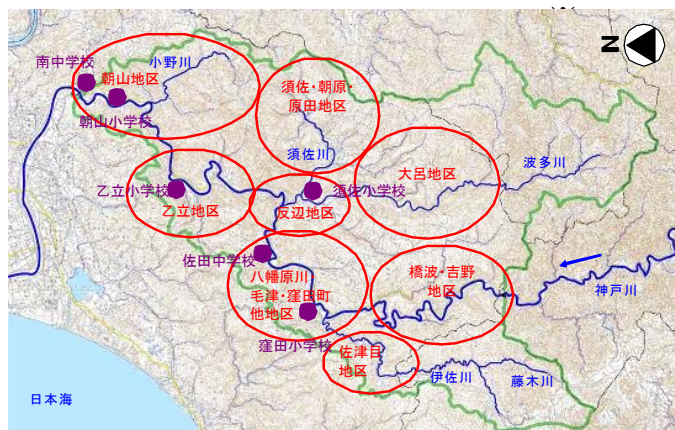 N
南中学校
朝山地区
小野川
朝山小学校
須佐・朝原・
原田地区
須佐川
大呂地区
波多川
乙立小学校
乙立地区
須佐小学校
反辺地区
佐田中学校
八幡原川
毛津・窪田町
他地区
橋波・吉野
地区
神戸川
窪田小学校
佐津目
地区
伊佐川
藤木川
日本海